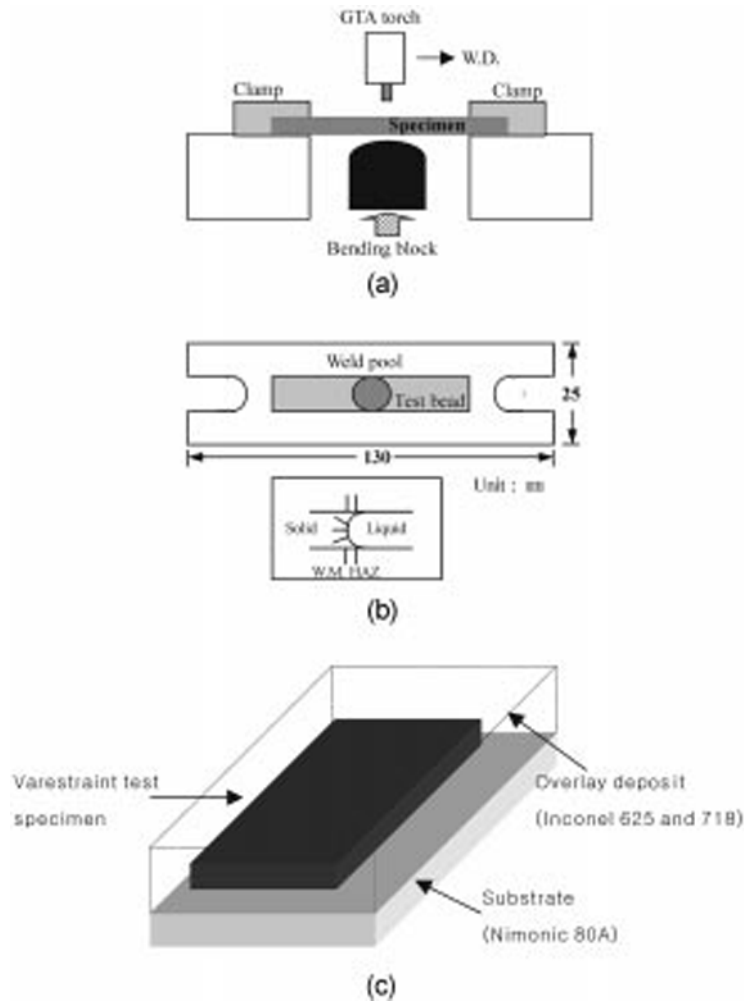 GTA torch
W.D.
Clamp
Clamp
Specimen
Bending block
(a)
Weld pool
Test bead
25
130
Unit : mm
Solid
Liquid
W.M. HAZ
(b)
Varestraint test
specimen
Overlay deposit
(Inconel 625 and 718)
Substrate
(Nimonic 80A)
(c)